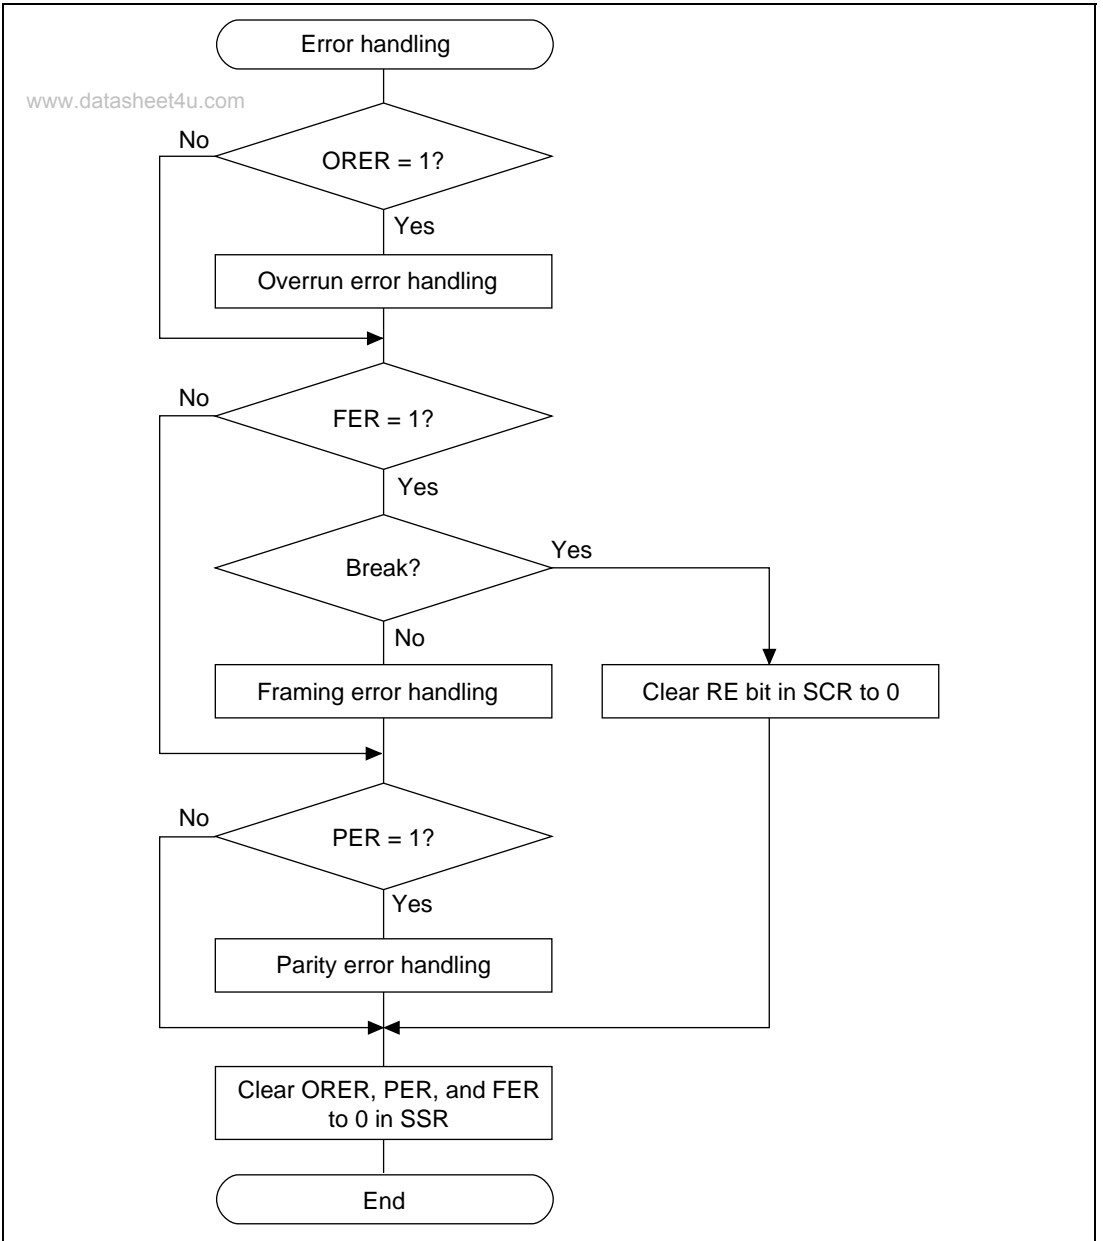 Error handling
www.datasheet4u.com
No
ORER = 1?
Yes
Overrun error handling
No
FER = 1?
Yes
Break?
Yes
No
Framing error handling
Clear RE bit in SCR to 0
No
PER = 1?
Yes
Parity error handling
Clear ORER, PER, and FER
to 0 in SSR
End